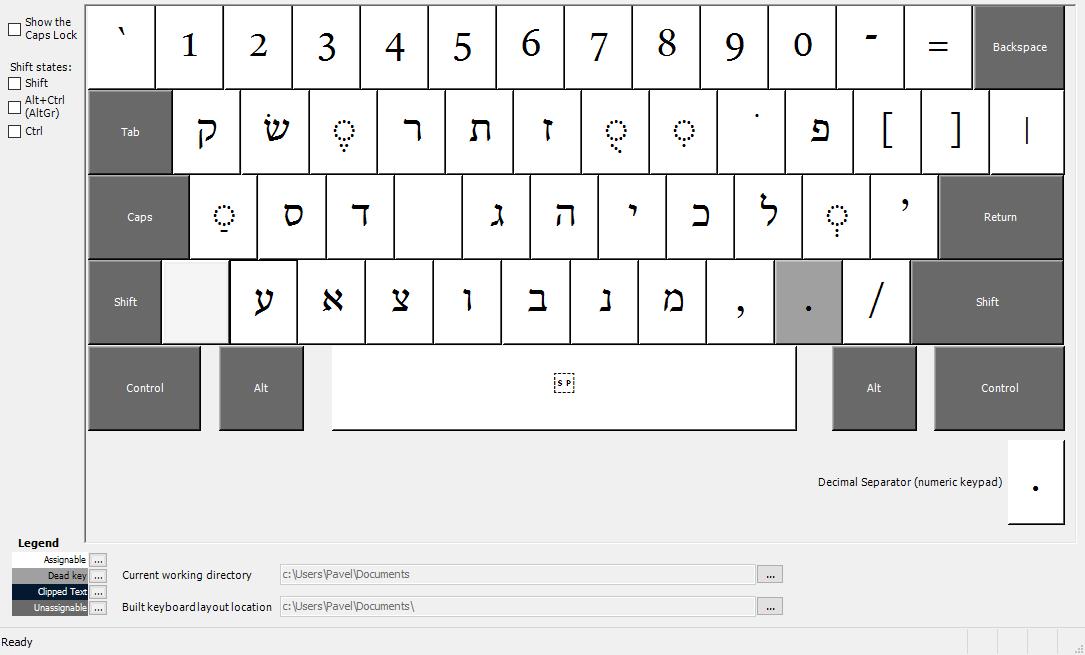 Show the
Caps Lock
Shift states:
Shift
Alt+Ctrl
(AltGr)
Ctrl
` 1 2 3 4 5 6 7 8 9 0 - = Backspace
Tab ק שׂ ◌ֶ ר ת ז ◌ֻ ◌ִ ֹ פ [ ] |
Caps ◌ַ ס ד ג ה י כ ל ◌ְ ’ Return
Shift ע א צ ו ב נ מ , . / Shift
Control Alt SP Alt Control
Decimal Separator (numeric keypad) .
Legend
Assignable ...
Dead key ...
Clipped Text ...
Unassignable ...
Current working directory c:\Users\Pavel\Documents ...
Built keyboard layout location c:\Users\Pavel\Documents\ ...
Ready